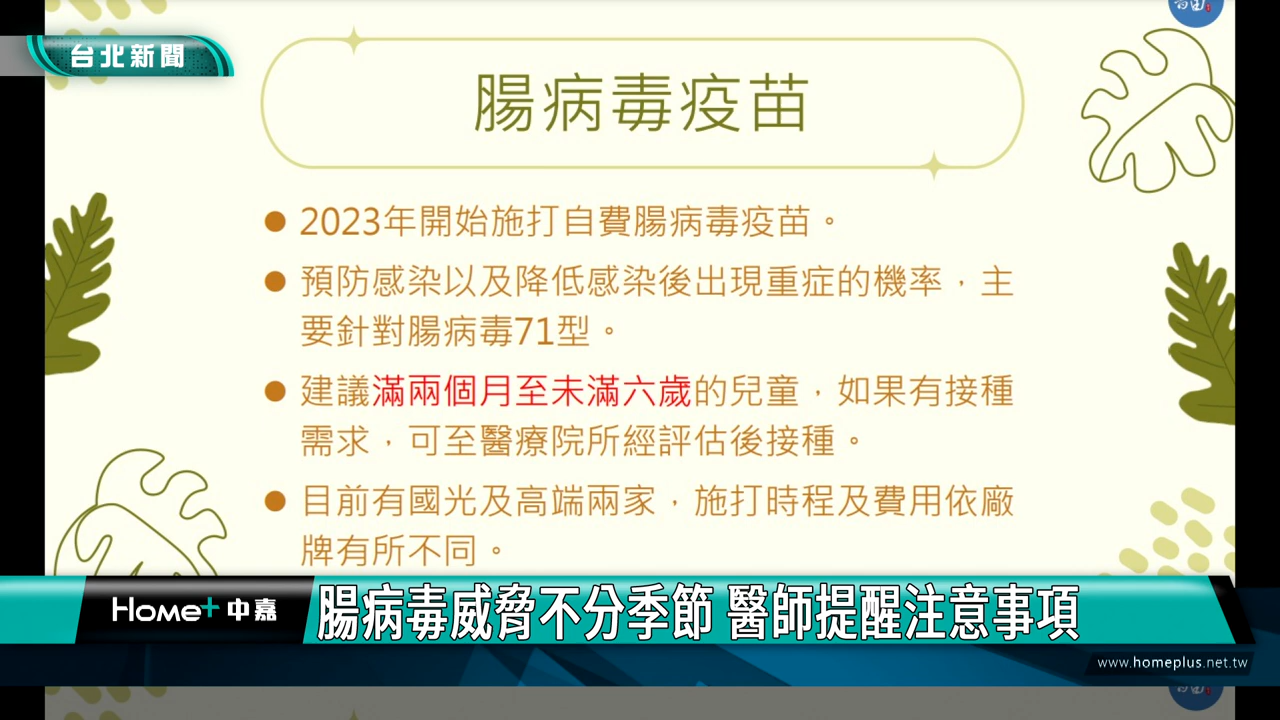 台北新聞
腸病毒疫苗
● 2023年開始施打自費腸病毒疫苗。
● 預防感染以及降低感染後出現重症的機率，主
要針對腸病毒71型。
● 建議滿兩個月至未滿六歲的兒童，如果有接種
需求，可至醫療院所經評估後接種。
● 目前有國光及高端兩家，施打時程及費用依廠
牌有所不同。
Home+中嘉
腸病毒威脅不分季節 醫師提醒注意事項
www.homeplus.net.tw